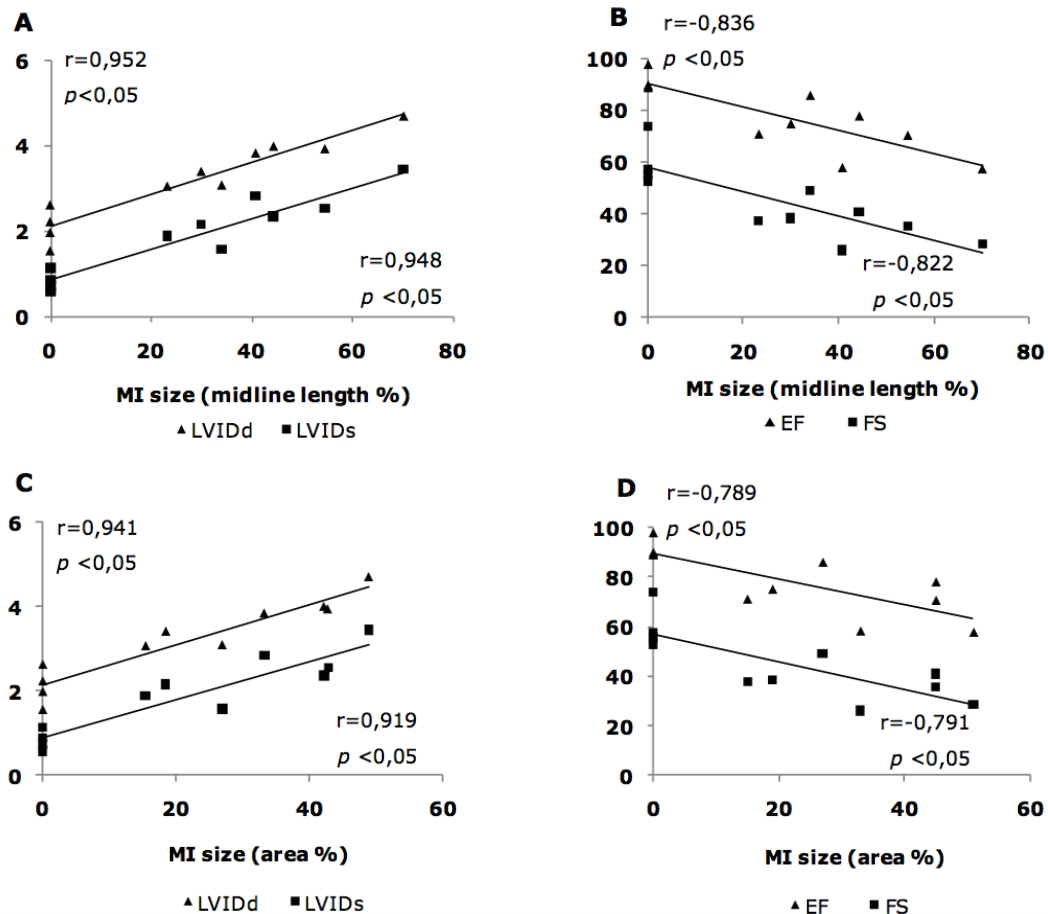 A
r=0,952
p<0,05
6
4
2
0
r=0,948
p <0,05
0 20 40 60 80
MI size (midline length %)
▲ LVIDd ■ LVIDs
B
r=-0,836
p <0,05
100
80
60
40
20
0
r=-0,822
p <0,05
0 20 40 60 80
MI size (midline length %)
▲ EF ■ FS
C
r=0,941
p <0,05
6
4
2
0
r=0,919
p <0,05
0 20 40 60
MI size (area %)
▲ LVIDd ■ LVIDs
D
r=-0,789
p <0,05
100
80
60
40
20
0
r=-0,791
p <0,05
0 20 40 60
MI size (area %)
▲ EF ■ FS